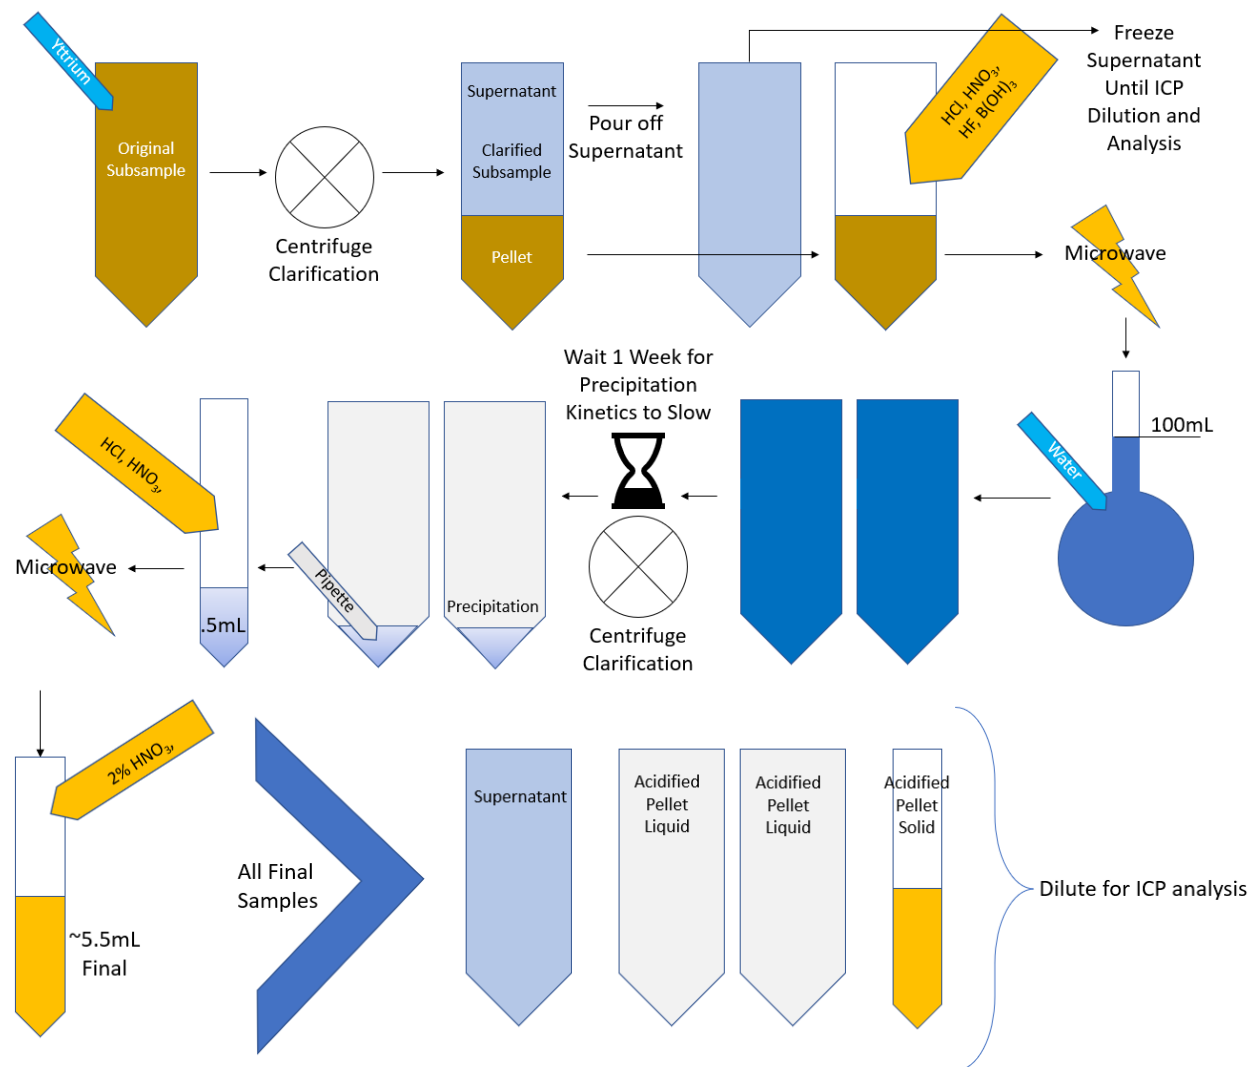 Yttrium
Original
Subsample
Centrifuge
Clarification
Supernatant
Clarified
Subsample
Pellet
Pour off
Supernatant
HCl, HNO₃,
HF, B(OH)₃
Freeze
Supernatant
Until ICP
Dilution and
Analysis
Microwave
100mL
Water
Wait 1 Week for
Precipitation
Kinetics to Slow
Centrifuge
Clarification
Precipitation
Pipette
HCl, HNO₃,
.5mL
Microwave
2% HNO₃,
~5.5mL
Final
All Final
Samples
Supernatant
Acidified
Pellet
Liquid
Acidified
Pellet
Liquid
Acidified
Pellet
Solid
Dilute for ICP analysis